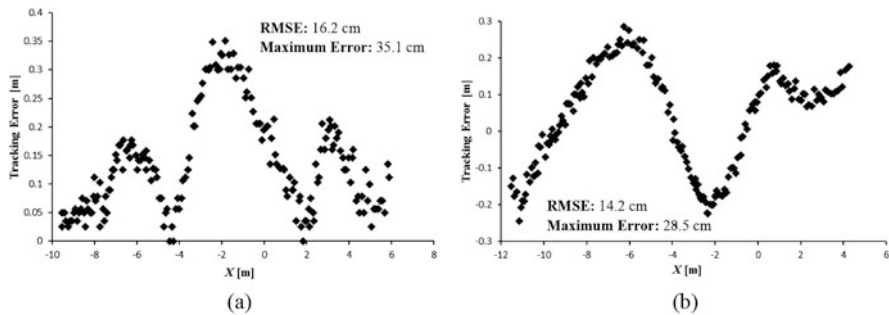 RMSE: 16.2 cm
Maximum Error: 35.1 cm
Tracking Error [m]
0.4
0.35
0.3
0.25
0.2
0.15
0.1
0.05
0
-10 -8 -6 -4 -2 0 2 4 6 8
X [m]
(a)
Tracking Error [m]
0.3
0.2
0.1
0
-0.1
-0.2
-0.3
RMSE: 14.2 cm
Maximum Error: 28.5 cm
-12 -10 -8 -6 -4 -2 0 2 4 6
X [m]
(b)